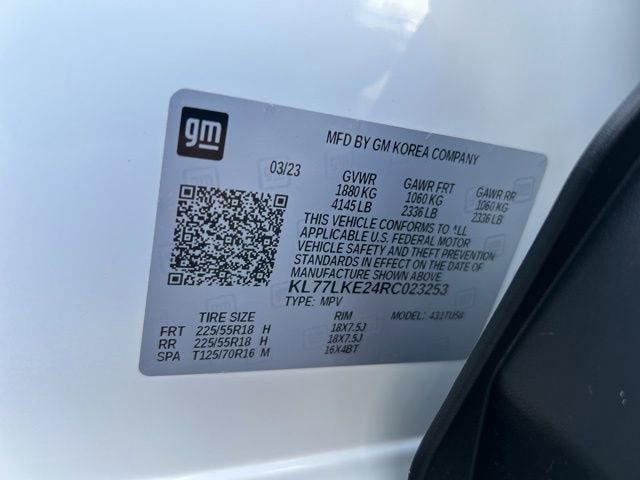 gm
MFD BY GM KOREA COMPANY
03/23
GVWR GAWR FRT GAWR RR
1880 KG 1060 KG 1060 KG
4145 LB 2336 LB 2336 LB
THIS VEHICLE CONFORMS TO ALL
APPLICABLE U.S. FEDERAL MOTOR
VEHICLE SAFETY AND THEFT PREVENTION
STANDARDS IN EFFECT ON THE DATE OF
MANUFACTURE SHOWN ABOVE.
KL77LKE24RC023253
TYPE: MPV MODEL: 431TU58
TIRE SIZE RIM
FRT 225/55R18 H 18X7.5J
RR 225/55R18 H 18X7.5J
SPA T125/70R16 M 16X4BT